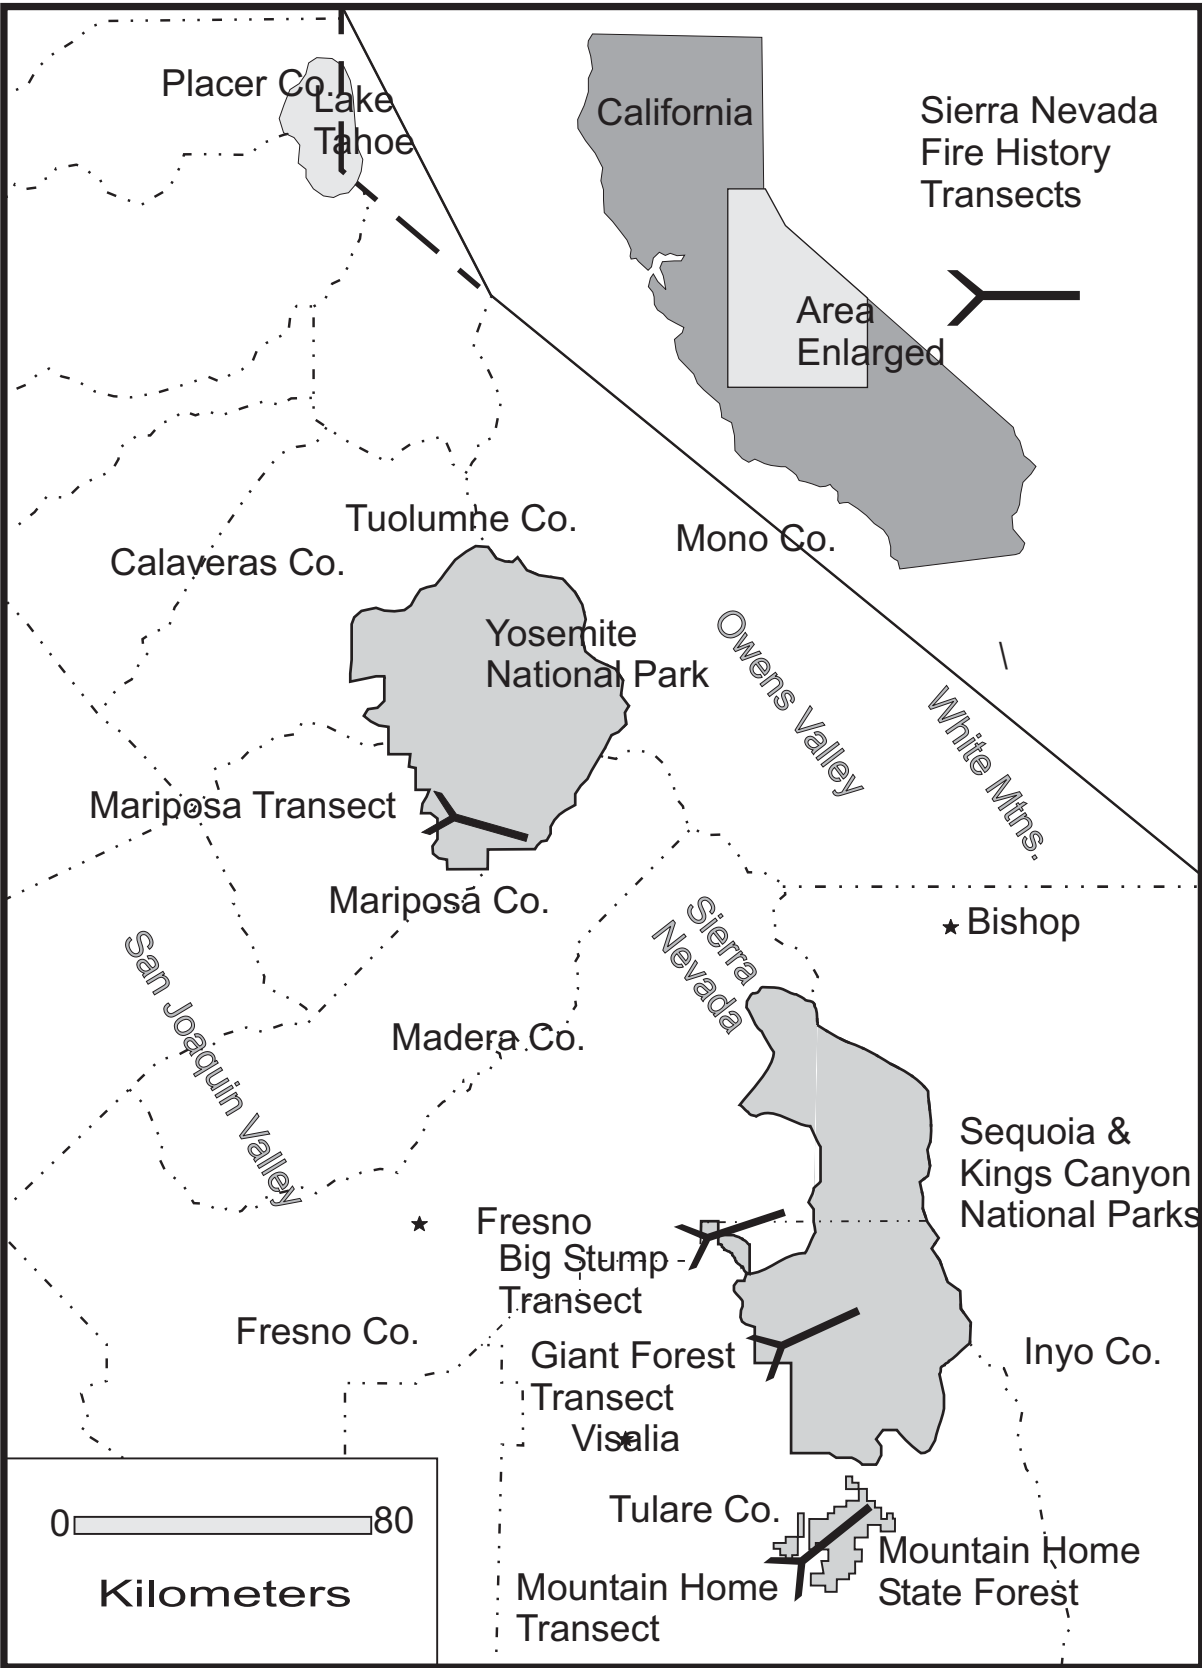 Placer Co.
Lake
Tahoe
California
Sierra Nevada
Fire History
Transects
Area
Enlarged
Tuolumne Co.
Mono Co.
Calaveras Co.
Yosemite
National Park
Owens Valley
White Mtns.
Mariposa Transect
Mariposa Co.
Sierra
Nevada
Bishop
San Joaquin Valley
Madera Co.
Sequoia &
Kings Canyon
National Parks
Fresno
Big Stump
Transect
Fresno Co.
Giant Forest
Transect
Inyo Co.
Visalia
Tulare Co.
0 80
Kilometers
Mountain Home
State Forest
Mountain Home
Transect